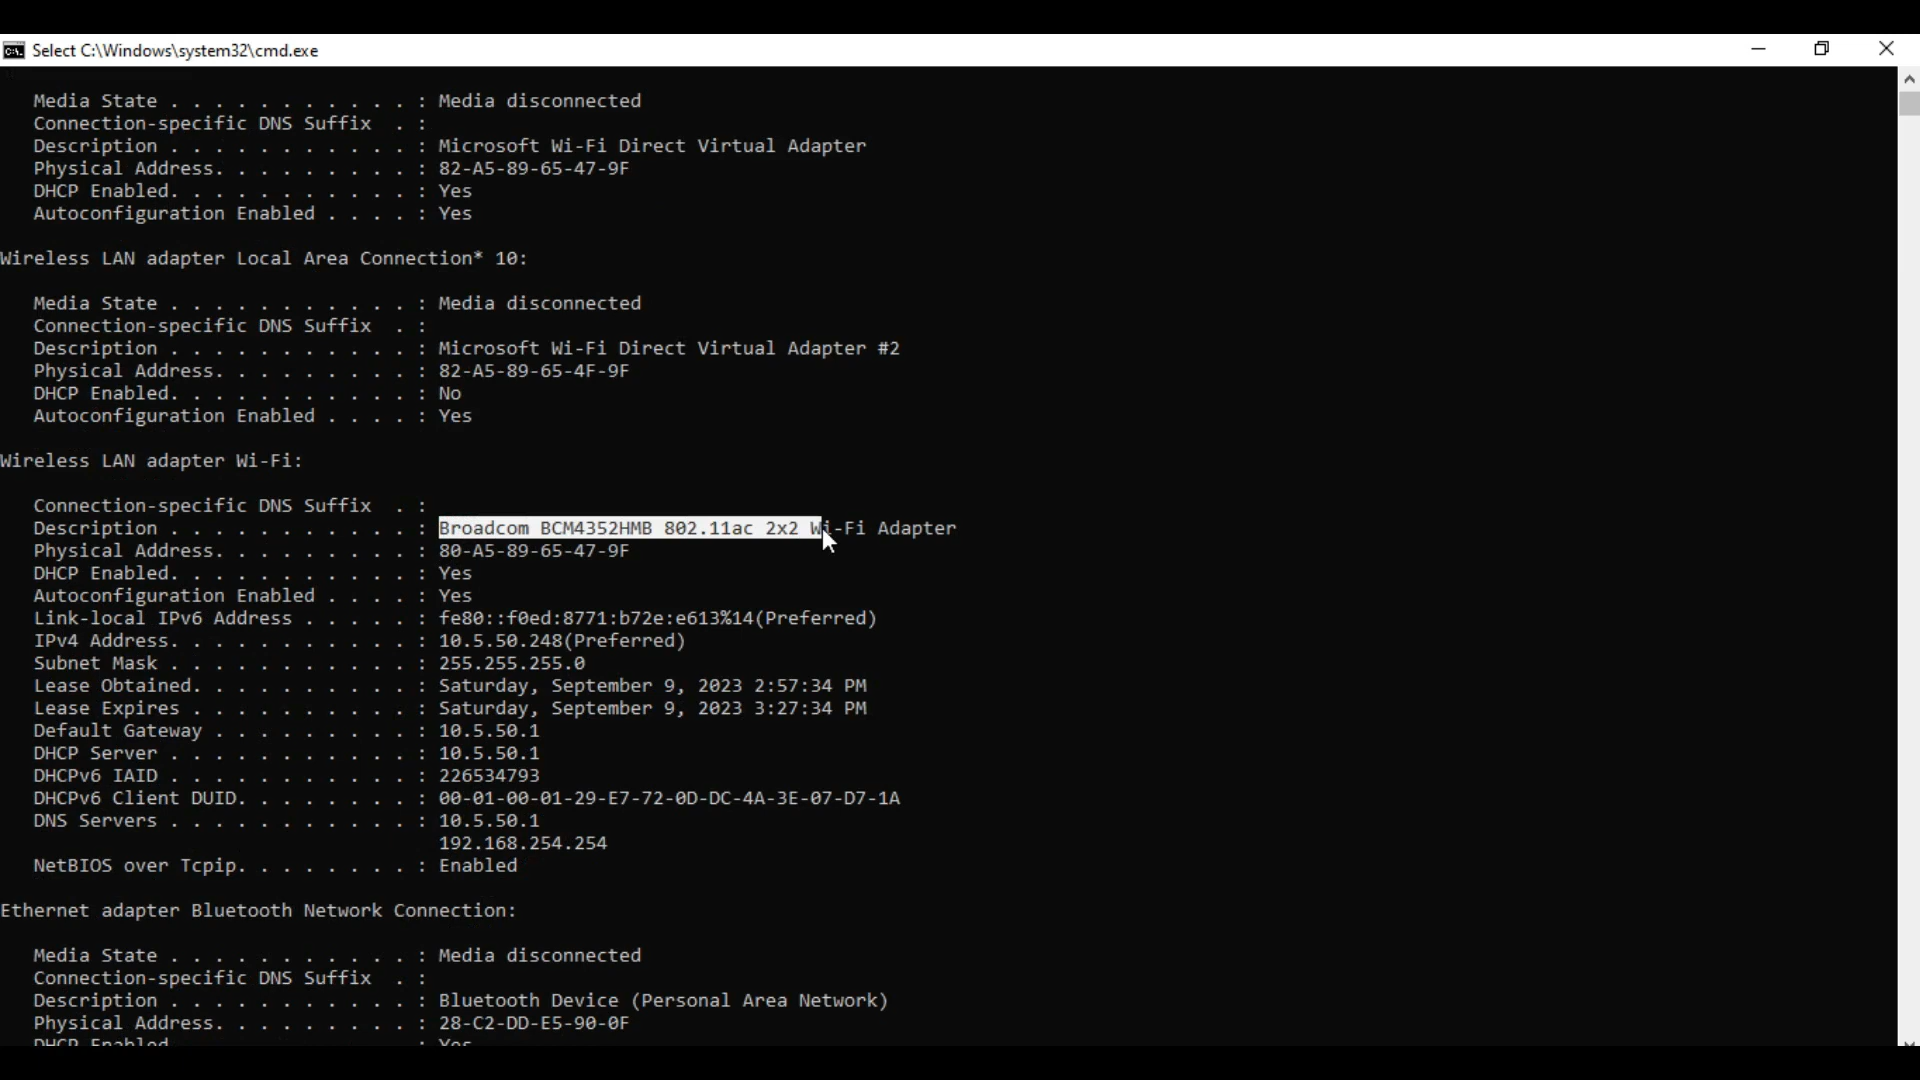 Select C:\Windows\system32\cmd.exe
Media State . . . . . . . . . . . : Media disconnected
Connection-specific DNS Suffix  . :
Description . . . . . . . . . . . : Microsoft Wi-Fi Direct Virtual Adapter
Physical Address. . . . . . . . . : 82-A5-89-65-47-9F
DHCP Enabled. . . . . . . . . . . : Yes
Autoconfiguration Enabled . . . . : Yes
Wireless LAN adapter Local Area Connection* 10:
Media State . . . . . . . . . . . : Media disconnected
Connection-specific DNS Suffix  . :
Description . . . . . . . . . . . : Microsoft Wi-Fi Direct Virtual Adapter #2
Physical Address. . . . . . . . . : 82-A5-89-65-4F-9F
DHCP Enabled. . . . . . . . . . . : No
Autoconfiguration Enabled . . . . : Yes
Wireless LAN adapter Wi-Fi:
Connection-specific DNS Suffix  . :
Description . . . . . . . . . . . : Broadcom BCM4352HMB 802.11ac 2x2 Wi-Fi Adapter
Physical Address. . . . . . . . . : 80-A5-89-65-47-9F
DHCP Enabled. . . . . . . . . . . : Yes
Autoconfiguration Enabled . . . . : Yes
Link-local IPv6 Address . . . . . : fe80::f0ed:8771:b72e:e613%14(Preferred)
IPv4 Address. . . . . . . . . . . : 10.5.50.248(Preferred)
Subnet Mask . . . . . . . . . . . : 255.255.255.0
Lease Obtained. . . . . . . . . . : Saturday, September 9, 2023 2:57:34 PM
Lease Expires . . . . . . . . . . : Saturday, September 9, 2023 3:27:34 PM
Default Gateway . . . . . . . . . : 10.5.50.1
DHCP Server . . . . . . . . . . . : 10.5.50.1
DHCPv6 IAID . . . . . . . . . . . : 226534793
DHCPv6 Client DUID. . . . . . . . : 00-01-00-01-29-E7-72-0D-DC-4A-3E-07-D7-1A
DNS Servers . . . . . . . . . . . : 10.5.50.1
192.168.254.254
NetBIOS over Tcpip. . . . . . . . : Enabled
Ethernet adapter Bluetooth Network Connection:
Media State . . . . . . . . . . . : Media disconnected
Connection-specific DNS Suffix  . :
Description . . . . . . . . . . . : Bluetooth Device (Personal Area Network)
Physical Address. . . . . . . . . : 28-C2-DD-E5-90-0F
DHCP Enabled. . . . . . . . . . . : Yes